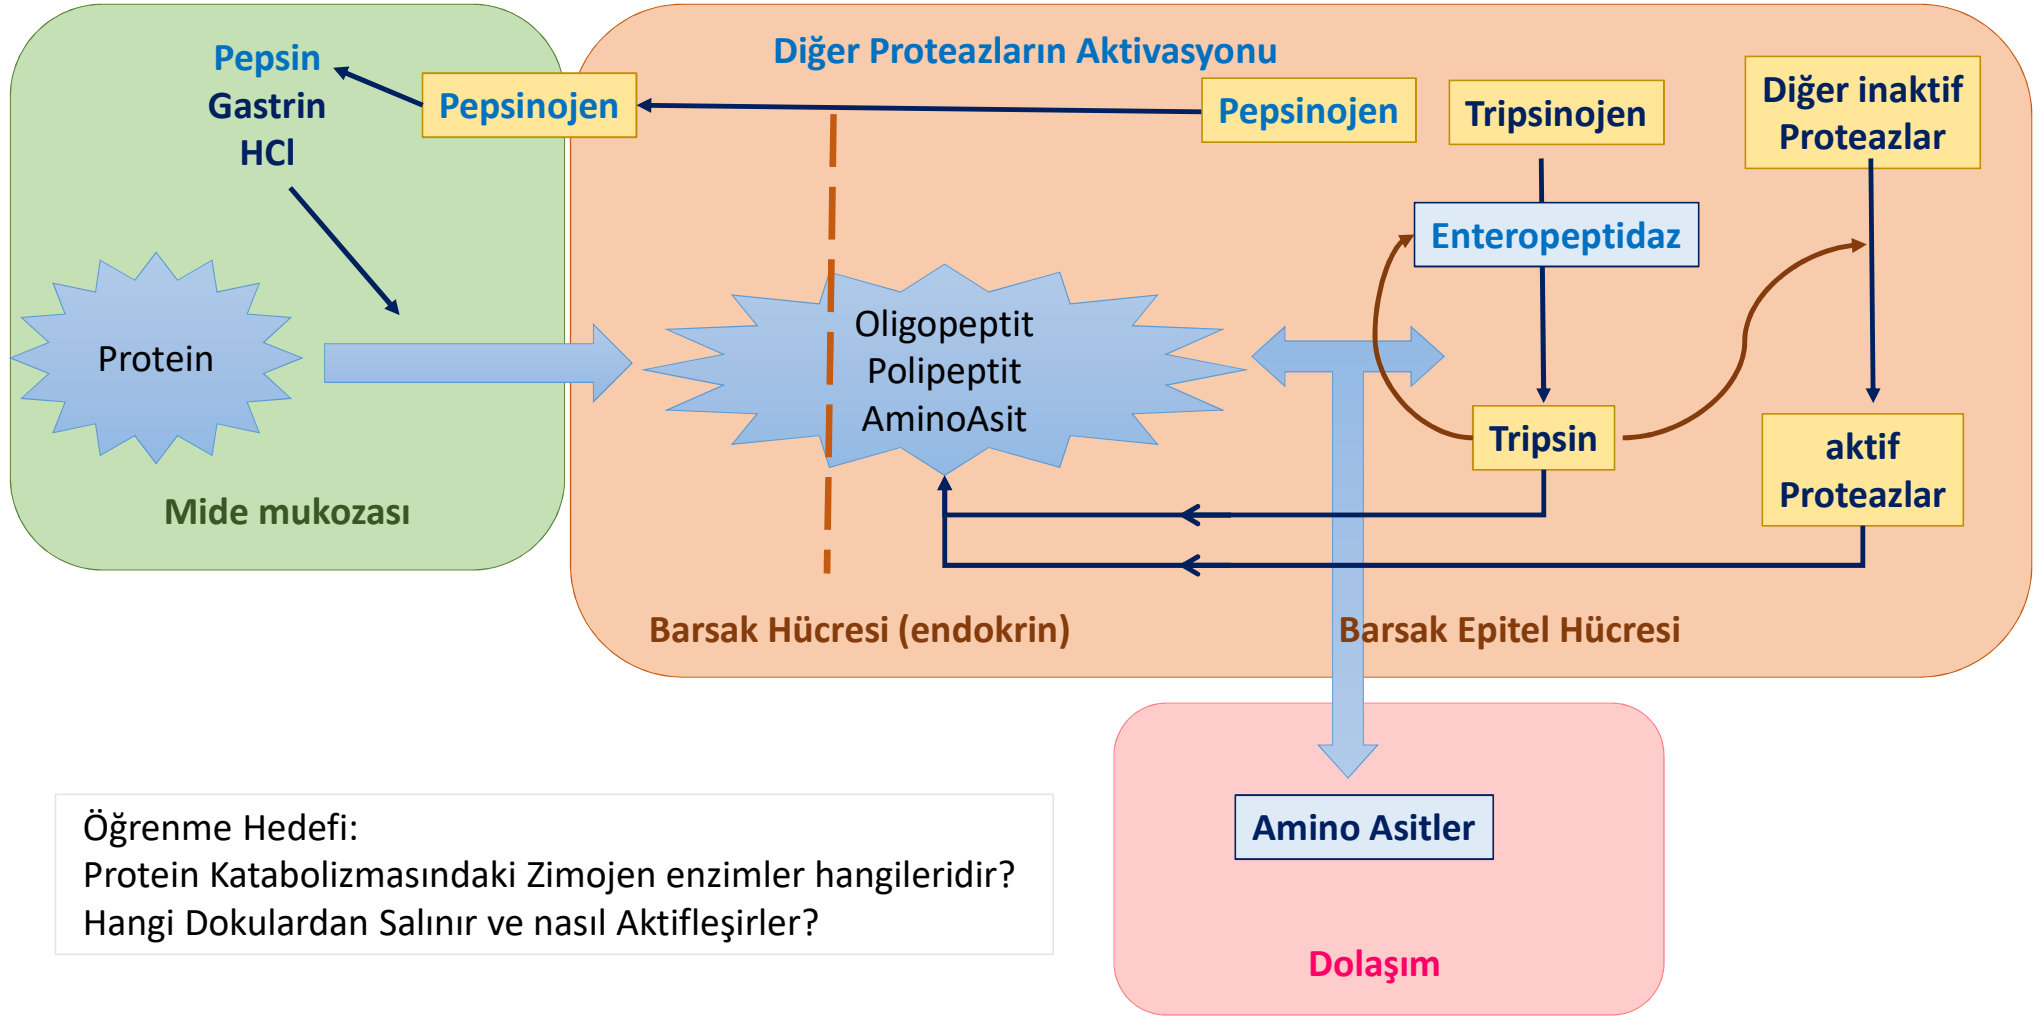 Diğer Proteazların Aktivasyonu
Pepsin
Gastrin
HCl
Pepsinojen
Pepsinojen
Tripsinojen
Diğer inaktif
Proteazlar
Enteropeptidaz
Protein
Oligopeptit
Polipeptit
AminoAsit
Tripsin
aktif
Proteazlar
Mide mukozası
Barsak Hücresi (endokrin)
Barsak Epitel Hücresi
Amino Asitler
Dolaşım
Öğrenme Hedefi:
Protein Katabolizmasındaki Zimojen enzimler hangileridir?
Hangi Dokulardan Salınır ve nasıl Aktifleşirler?